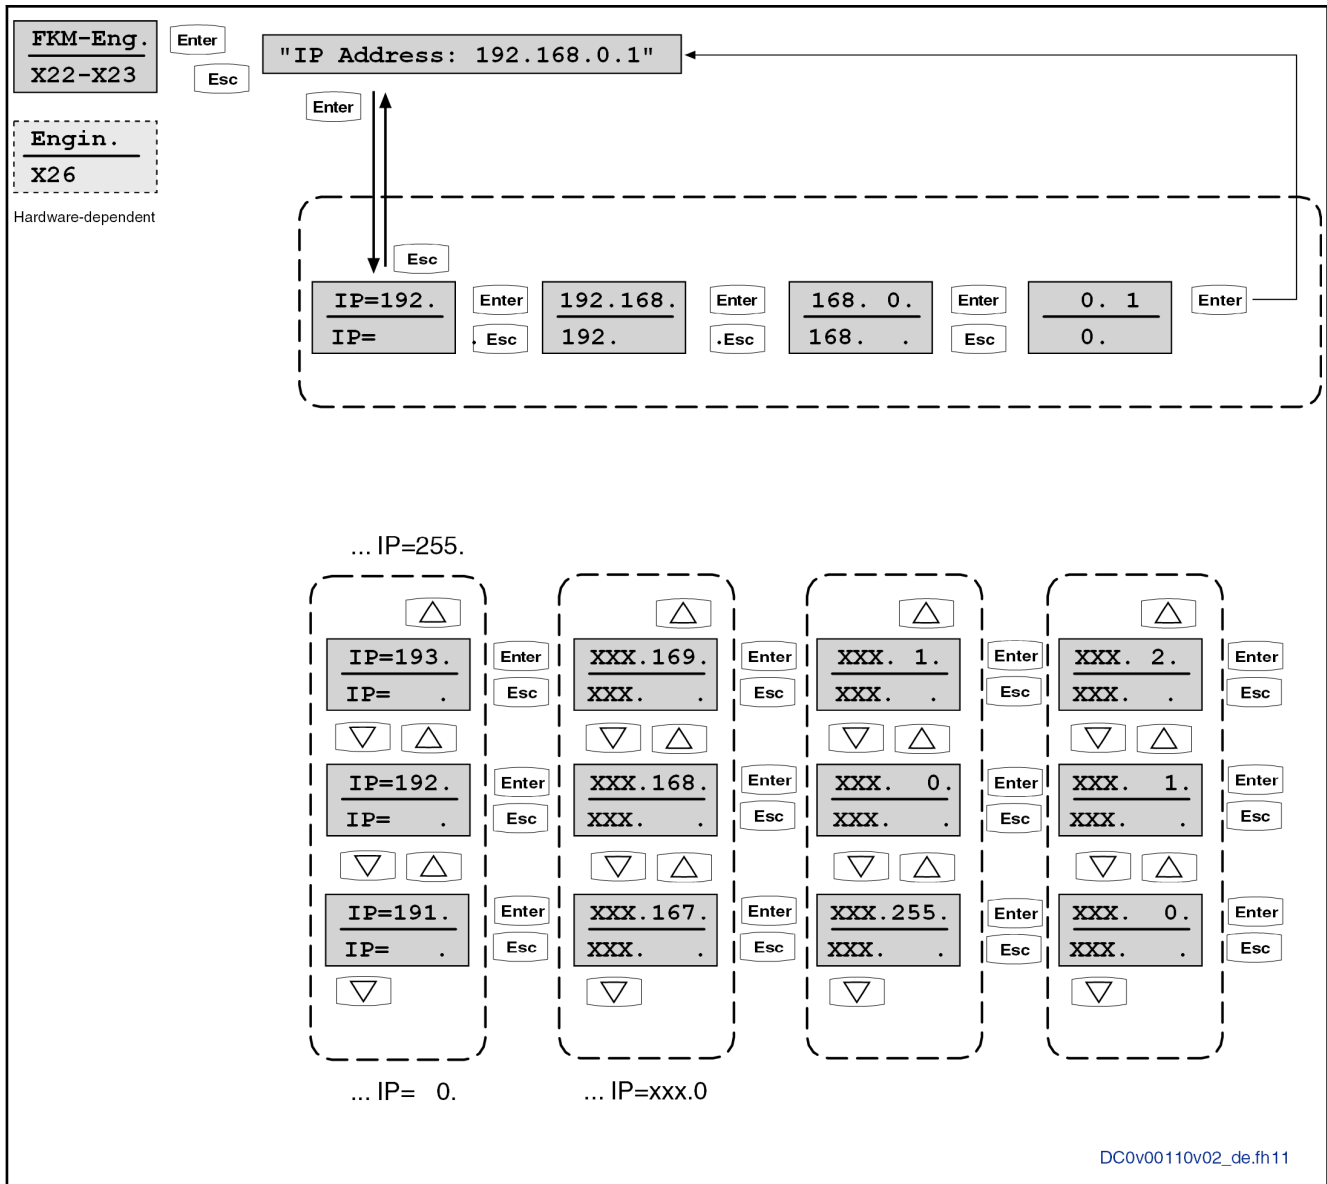 FKM-Eng.
X22-X23
Enter
Esc
"IP Address: 192.168.0.1"
Enter
Engin.
X26
Hardware-dependent
Esc
IP=192.
IP=      .
Enter
Esc
192.168.
192.      .
Enter
Esc
168. 0.
168.   .
Enter
Esc
0. 1
0.
Enter
... IP=255.
IP=193.
IP=   .
Enter
Esc
XXX.169.
XXX.   .
Enter
Esc
XXX. 1.
XXX.  .
Enter
Esc
XXX. 2.
XXX.  .
Enter
Esc
IP=192.
IP=   .
Enter
Esc
XXX.168.
XXX.   .
Enter
Esc
XXX.  0.
XXX.   .
Enter
Esc
XXX.  1.
XXX.   .
Enter
Esc
IP=191.
IP=   .
Enter
Esc
XXX.167.
XXX.   .
Enter
Esc
XXX.255.
XXX.   .
Enter
Esc
XXX.  0.
XXX.   .
Enter
Esc
... IP=   0.
... IP=xxx.0
DC0v00110v02_de.fh11